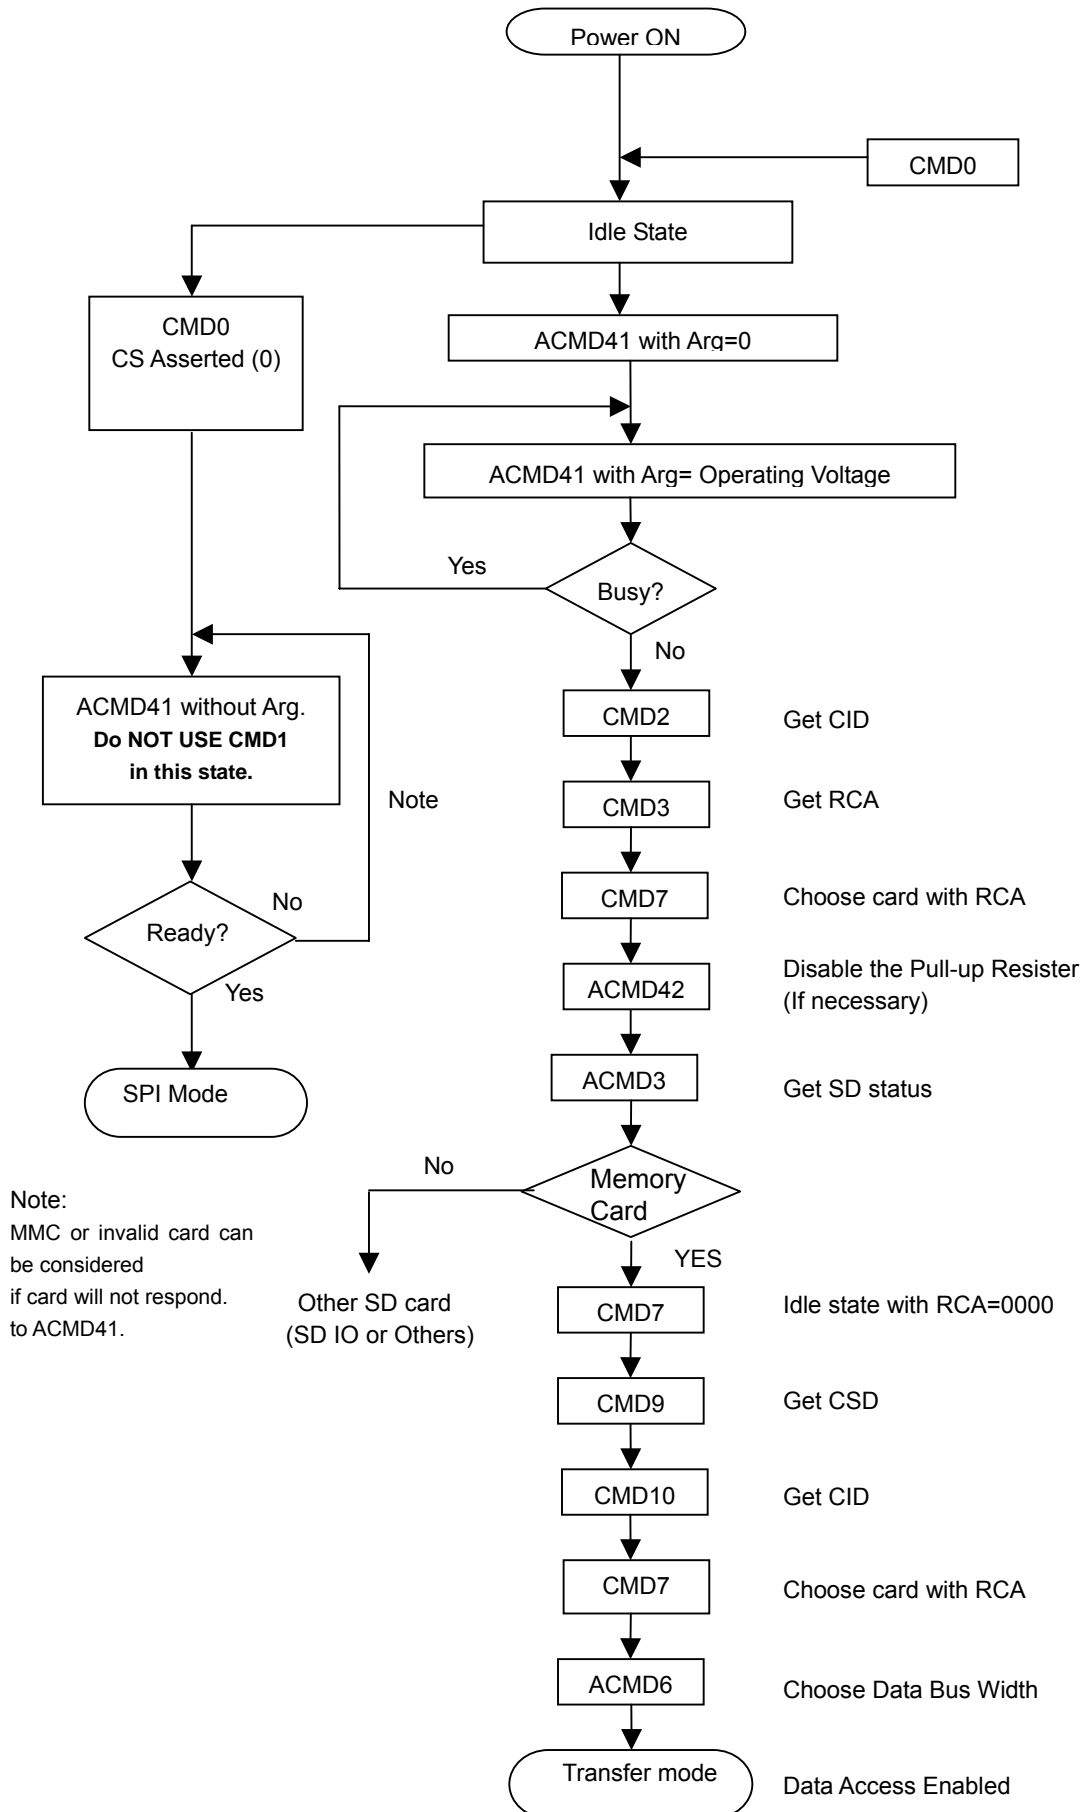 Power ON
CMD0
Idle State
CMD0
CS Asserted (0)
ACMD41 with Arg=0
ACMD41 with Arg= Operating Voltage
Yes
Busy?
No
ACMD41 without Arg.
Do NOT USE CMD1
in this state.
Note
No
Ready?
Yes
SPI Mode
CMD2
Get CID
CMD3
Get RCA
CMD7
Choose card with RCA
ACMD42
Disable the Pull-up Resister
(If necessary)
ACMD3
Get SD status
No
Memory
Card
YES
Note:
MMC or invalid card can
be considered
if card will not respond.
to ACMD41.
Other SD card
(SD IO or Others)
CMD7
Idle state with RCA=0000
CMD9
Get CSD
CMD10
Get CID
CMD7
Choose card with RCA
ACMD6
Choose Data Bus Width
Transfer mode
Data Access Enabled